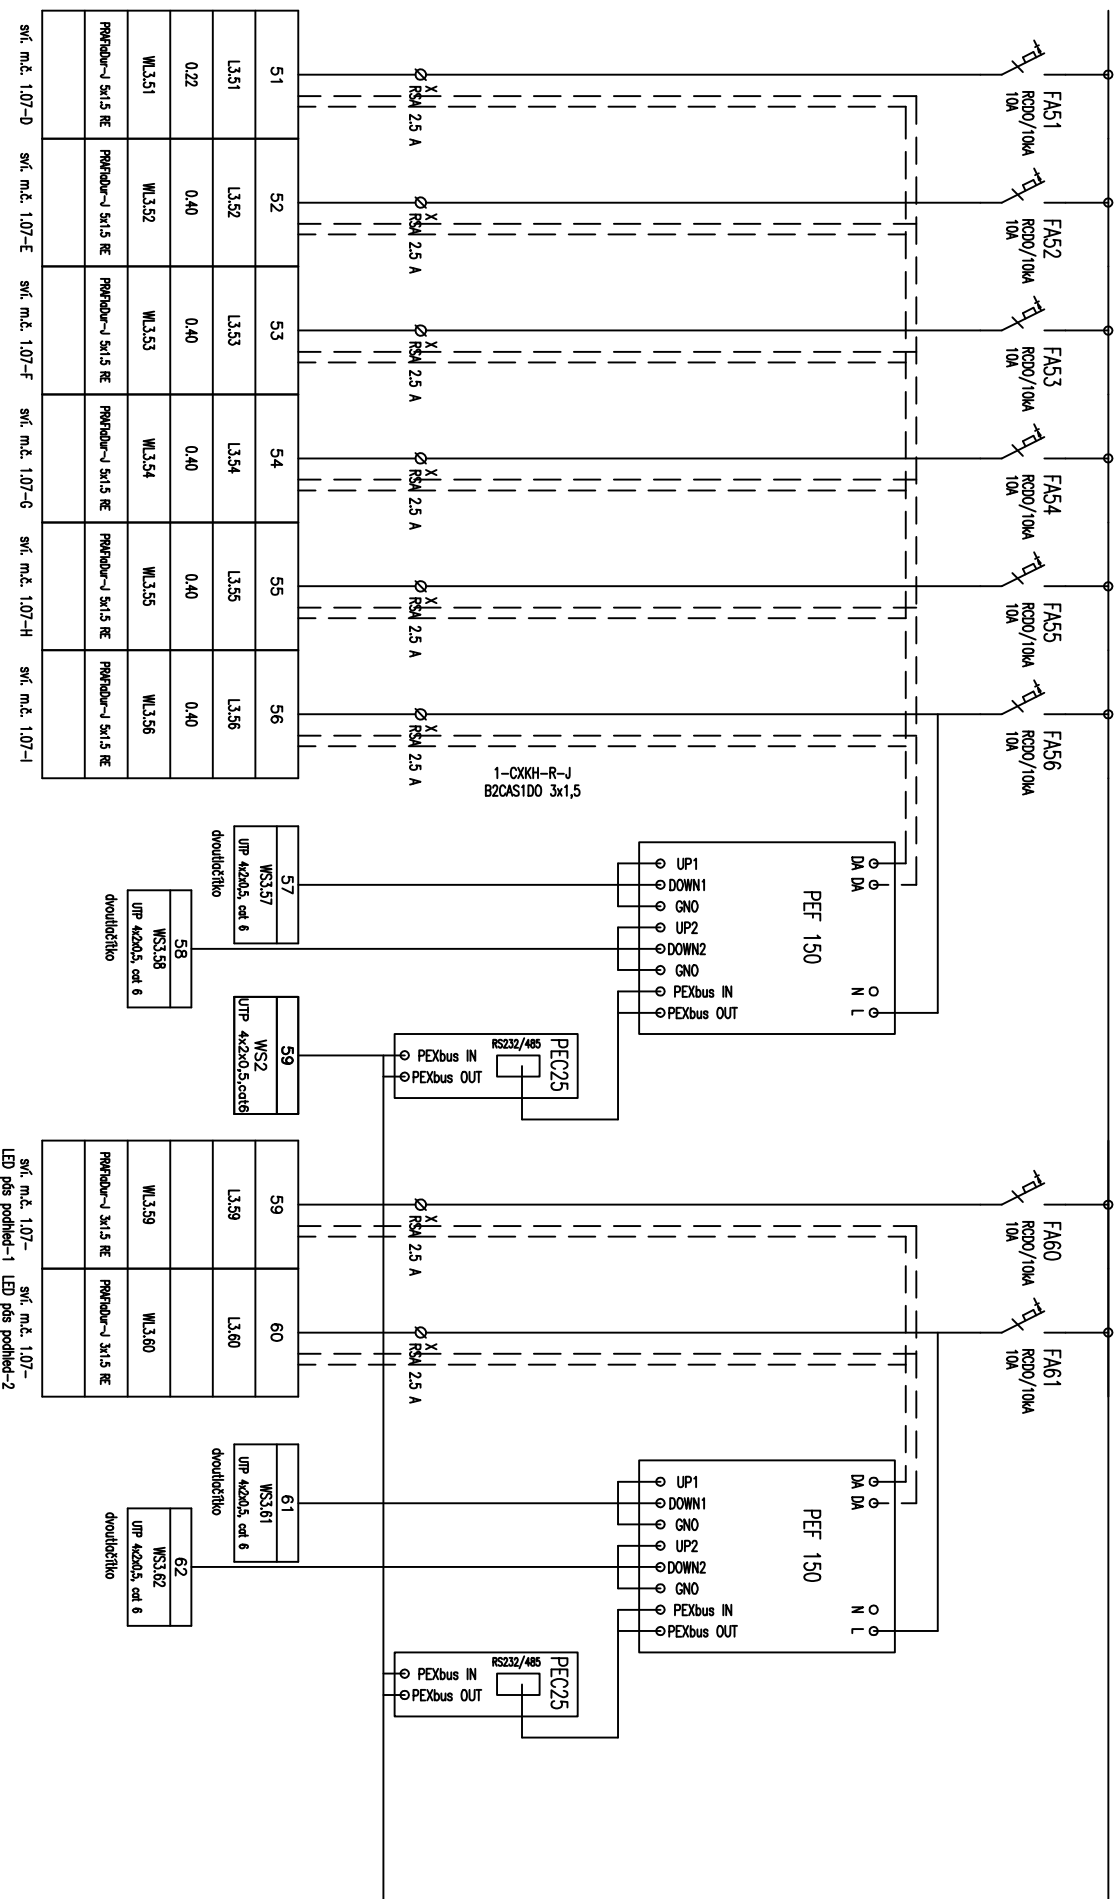 FA51
RCDO/10kA
10A
FA52
RCDO/10kA
10A
FA53
RCDO/10kA
10A
FA54
RCDO/10kA
10A
FA55
RCDO/10kA
10A
FA56
RCDO/10kA
10A
FA60
RCDO/10kA
10A
FA61
RCDO/10kA
10A
DA DA
N
L
PEF 150
UP1
DOWN1
GNO
UP2
DOWN2
GNO
PEXbus IN
PEXbus OUT
DA DA
N
L
PEF 150
UP1
DOWN1
GNO
UP2
DOWN2
GNO
PEXbus IN
PEXbus OUT
PEC25
RS232/485
PEXbus IN
PEXbus OUT
PEC25
RS232/485
PEXbus IN
PEXbus OUT
1-CXKH-R-J
B2CAS1D0 3x1,5
X
RSA 2.5 A
X
RSA 2.5 A
X
RSA 2.5 A
X
RSA 2.5 A
X
RSA 2.5 A
X
RSA 2.5 A
X
RSA 2.5 A
X
RSA 2.5 A
51
L3.51
0.22
WL3.51
PRAFlaDur-J 5x1.5 RE
sví. m.č. 1.07-D
52
L3.52
0.40
WL3.52
PRAFlaDur-J 5x1.5 RE
sví. m.č. 1.07-E
53
L3.53
0.40
WL3.53
PRAFlaDur-J 5x1.5 RE
sví. m.č. 1.07-F
54
L3.54
0.40
WL3.54
PRAFlaDur-J 5x1.5 RE
sví. m.č. 1.07-G
55
L3.55
0.40
WL3.55
PRAFlaDur-J 5x1.5 RE
sví. m.č. 1.07-H
56
L3.56
0.40
WL3.56
PRAFlaDur-J 5x1.5 RE
sví. m.č. 1.07-I
57
WS3.57
UTP 4x2x0,5, cat 6
dvoutlačítko
58
WS3.58
UTP 4x2x0,5, cat 6
dvoutlačítko
59
WS2
UTP 4x2x0,5,cat6
59
L3.59
WL3.59
PRAFlaDur-J 3x1.5 RE
sví. m.č. 1.07-
LED pás podhled-1
60
L3.60
WL3.60
PRAFlaDur-J 3x1.5 RE
sví. m.č. 1.07-
LED pás podhled-2
61
WS3.61
UTP 4x2x0,5, cat 6
dvoutlačítko
62
WS3.62
UTP 4x2x0,5, cat 6
dvoutlačítko